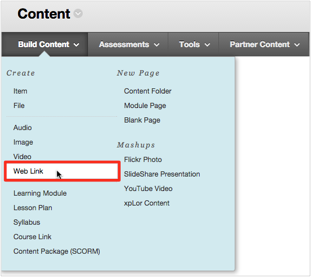 Content
Build Content
Assessments
Tools
Partner Content
Create
Item
File
Audio
Image
Video
Web Link
Learning Module
Lesson Plan
Syllabus
Course Link
Content Package (SCORM)
New Page
Content Folder
Module Page
Blank Page
Mashups
Flickr Photo
SlideShare Presentation
YouTube Video
xpLor Content